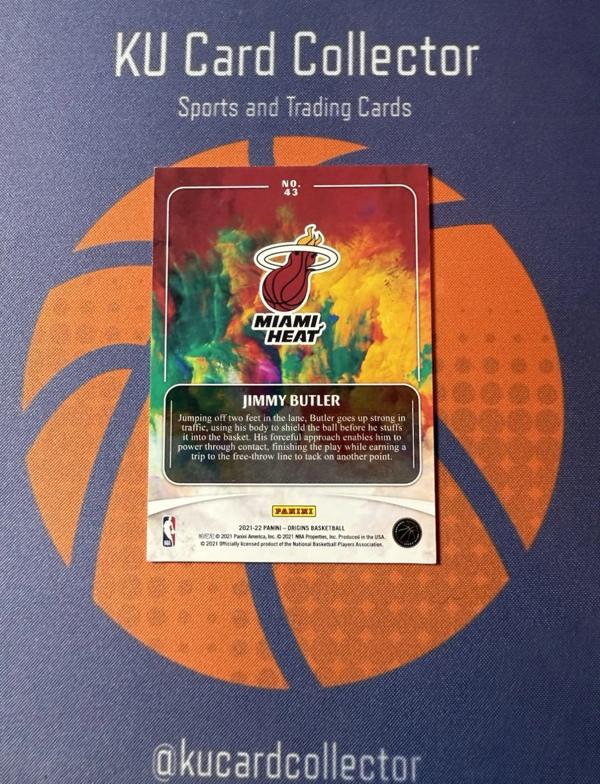 KU Card Collector
Sports and Trading Cards
NO.
43
MIAMI
HEAT
JIMMY BUTLER
Jumping off two feet in the lane, Butler goes up strong in
traffic, using his body to shield the ball before he stuffs
it into the basket. His forceful approach enables him to
power through contact, finishing the play while earning a
trip to the free-throw line to tack on another point.
PANINI
2021-22 PANINI – ORIGINS BASKETBALL
© 2021 Panini America, Inc. © 2021 NBA Properties, Inc. Produced in the USA.
© 2021 Officially licensed product of the National Basketball Players Association.
NBA
@kucardcollector